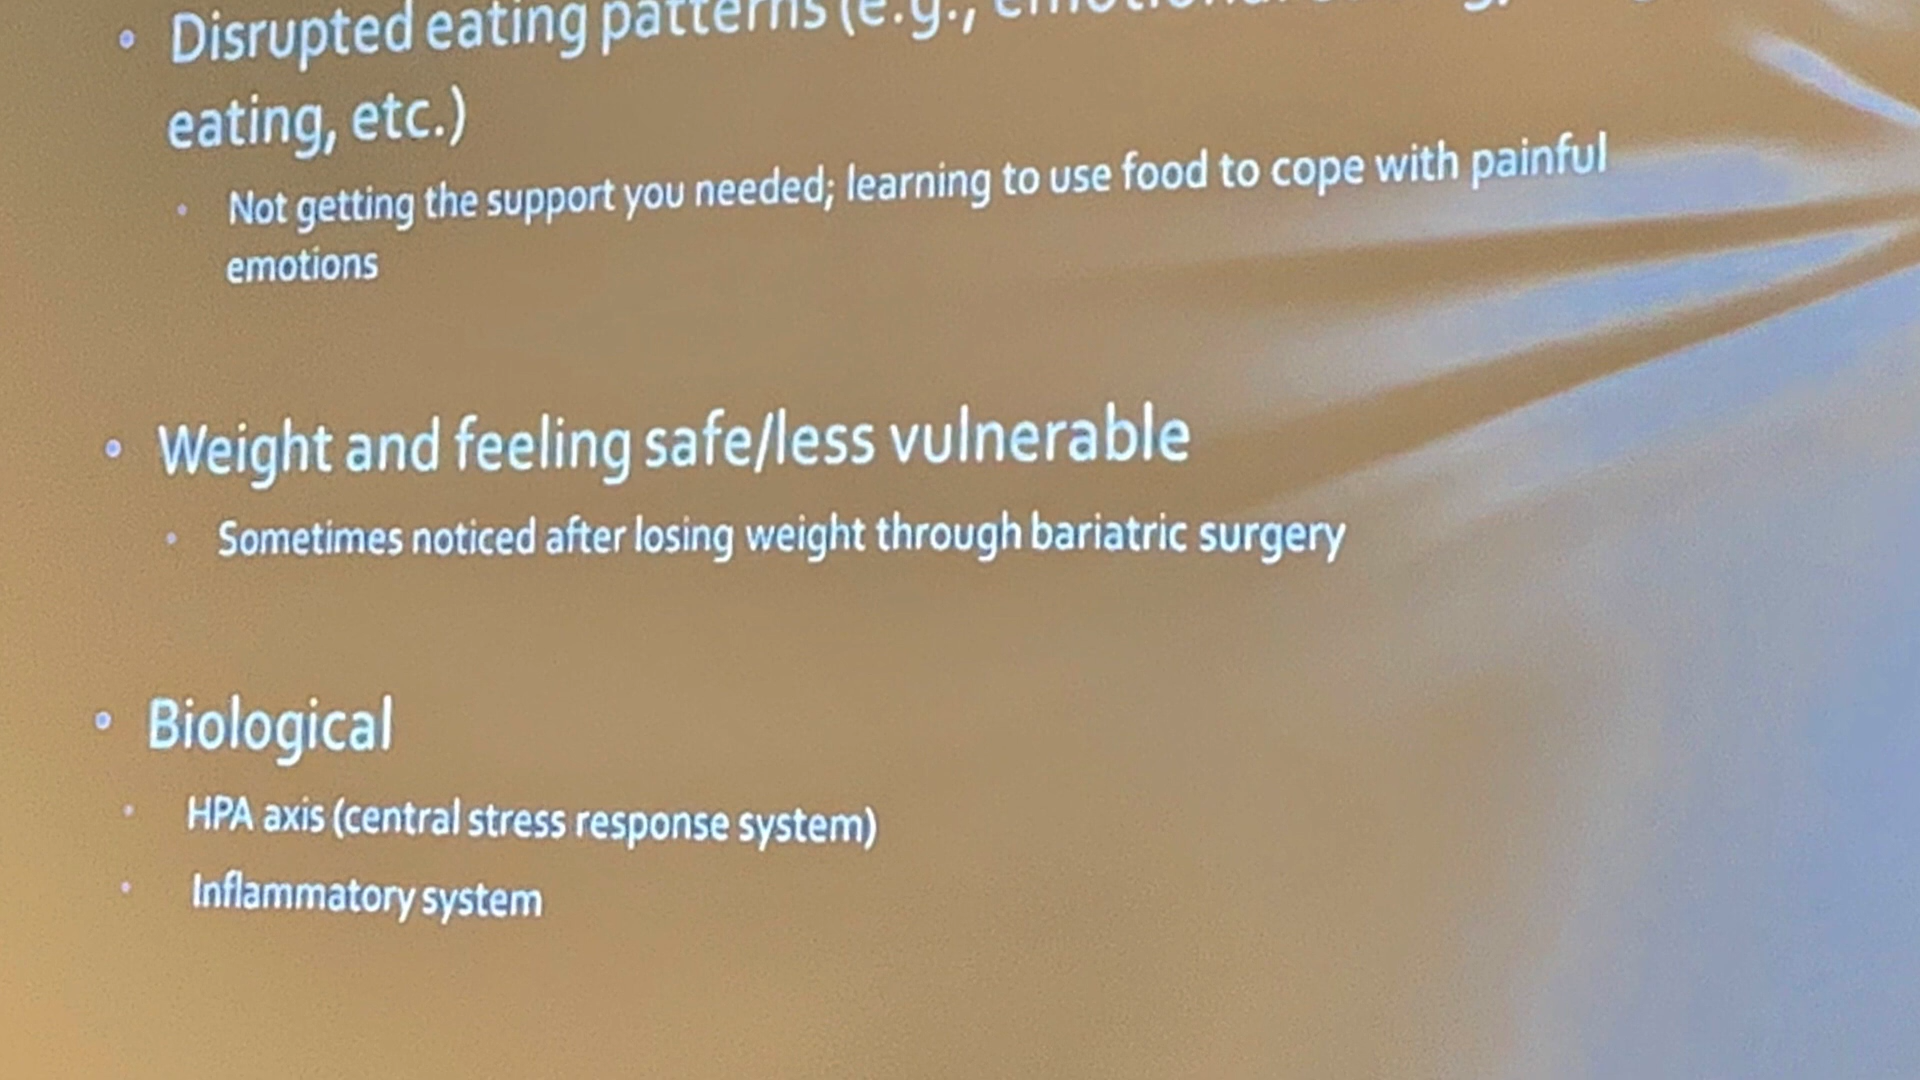 Disrupted eating patterns (e.g., emotional
eating, etc.)
Not getting the support you needed; learning to use food to cope with painful
emotions
Weight and feeling safe/less vulnerable
Sometimes noticed after losing weight through bariatric surgery
Biological
HPA axis (central stress response system)
Inflammatory system